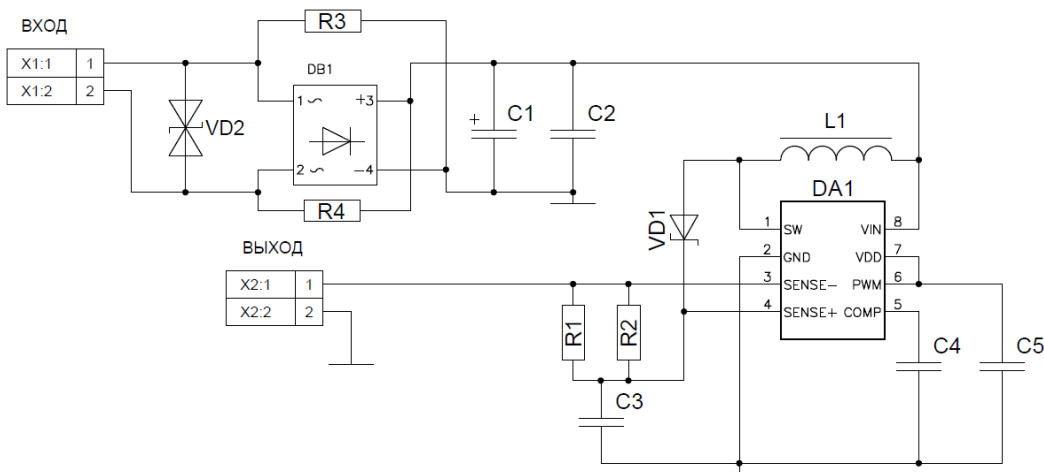 ВХОД
X1:1 1
X1:2 2
VD2
R3
DB1
1 ~ +3
2 ~ -4
R4
+
C1
C2
L1
DA1
1 SW VIN 8
2 GND VDD 7
3 SENSE- PWM 6
4 SENSE+ COMP 5
VD1
ВЫХОД
X2:1 1
X2:2 2
R1
R2
C3
C4
C5